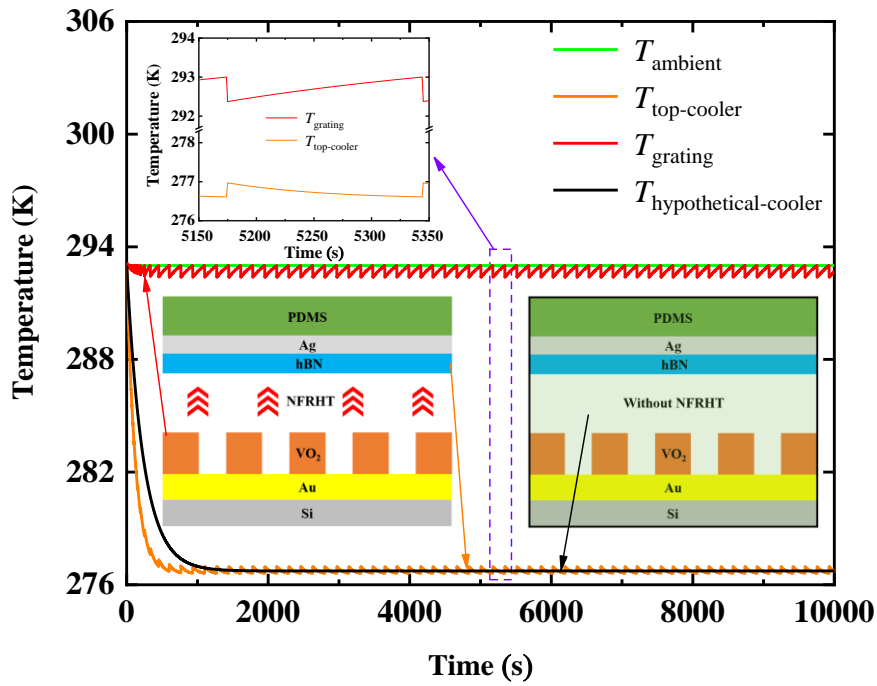 306
300
294
288
282
276
Temperature (K)
0
2000
4000
6000
8000
10000
Time (s)
T_ambient
T_top-cooler
T_grating
T_hypothetical-cooler
294
293
292
278
277
276
Temperature (K)
5150
5200
5250
5300
5350
Time (s)
T_grating
T_top-cooler
PDMS
Ag
hBN
NFRHT
VO₂
Au
Si
PDMS
Ag
hBN
Without NFRHT
VO₂
Au
Si